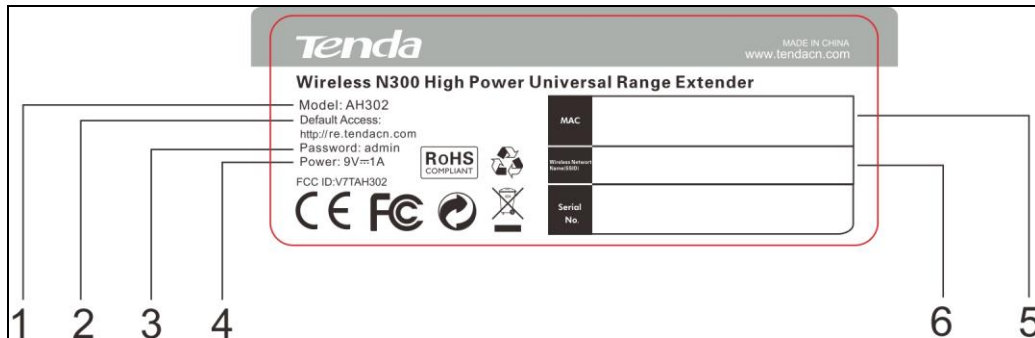 Tenda
MADE IN CHINA
www.tendacn.com
Wireless N300 High Power Universal Range Extender
Model: AH302
Default Access:
http://re.tendacn.com
Password: admin
Power: 9V⎓1A
FCC ID:V7TAH302
RoHS
COMPLIANT
CE FC
MAC
Wireless Network
Name(SSID)
Serial
No.
1 2 3 4 6 5